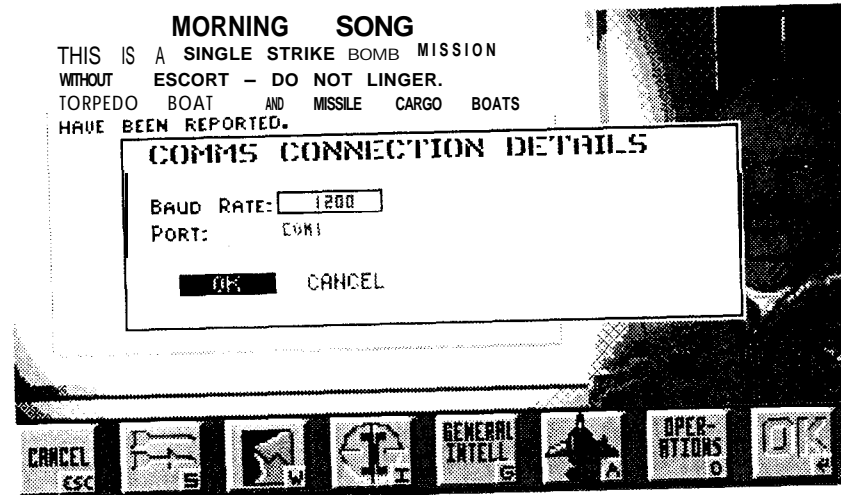 MORNING SONG
THIS IS A SINGLE STRIKE BOMB MISSION
WITHOUT ESCORT – DO NOT LINGER.
TORPEDO BOAT AND MISSILE CARGO BOATS
HAVE BEEN REPORTED.
COMMS CONNECTION DETAILS
BAUD RATE: 1200
PORT: COM1
OK CANCEL
CANCEL
ESC
S
W
I
GENERAL
INTELL
G
A
OPER-
ATIONS
O
OK